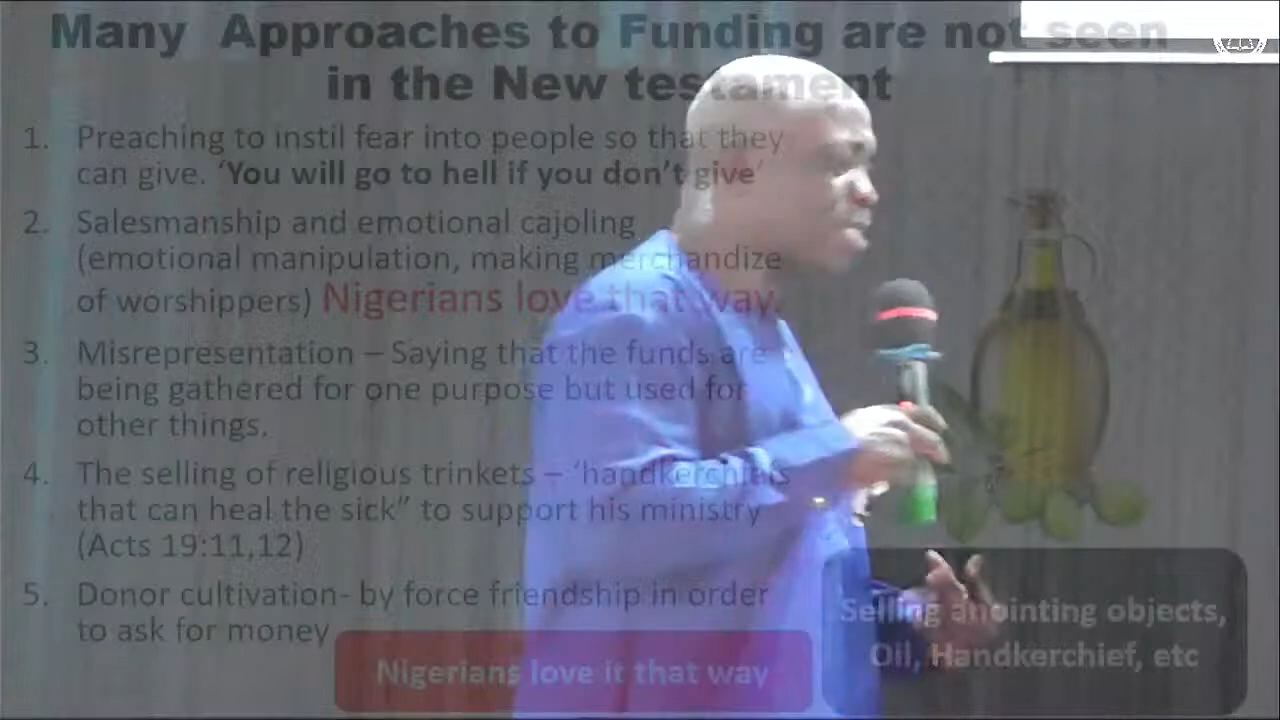 Many Approaches to Funding are not seen
in the New testament
1. Preaching to instil fear into people so that they
can give. ‘You will go to hell if you don’t give’
2. Salesmanship and emotional cajoling
(emotional manipulation, making merchandize
of worshippers) Nigerians love that way.
3. Misrepresentation – Saying that the funds are
being gathered for one purpose but used for
other things.
4. The selling of religious trinkets – ‘handkerchiefs
that can heal the sick” to support his ministry
(Acts 19:11,12)
5. Donor cultivation- by force friendship in order
to ask for money
Nigerians love it that way
Selling anointing objects,
Oil, Handkerchief, etc